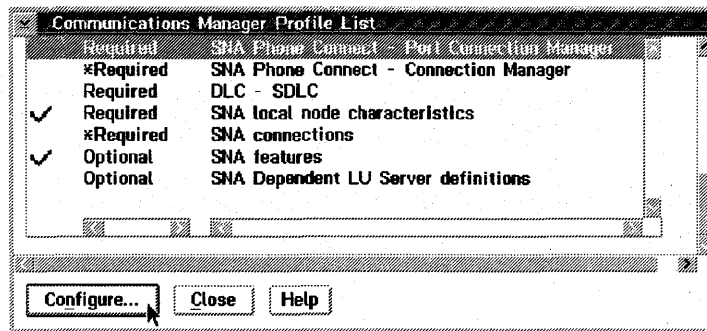 Communications Manager Profile List
Required SNA Phone Connect - Port Connection Manager
*Required SNA Phone Connect - Connection Manager
Required DLC - SDLC
Required SNA local node characteristics
*Required SNA connections
Optional SNA features
Optional SNA Dependent LU Server definitions
Configure... Close Help